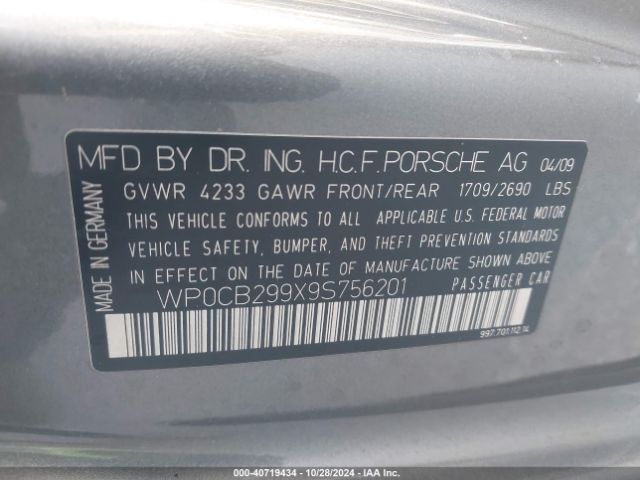 MFD BY DR. ING. H.C.F. PORSCHE AG 04/09
GVWR 4233 GAWR FRONT/REAR 1709/2690 LBS
THIS VEHICLE CONFORMS TO ALL APPLICABLE U.S. FEDERAL MOTOR
VEHICLE SAFETY, BUMPER, AND THEFT PREVENTION STANDARDS
IN EFFECT ON THE DATE OF MANUFACTURE SHOWN ABOVE
WP0CB299X9S756201 PASSENGER CAR
MADE IN GERMANY
997.701.112.14
000-40719434 | 10/28/2024 | IAAI.com